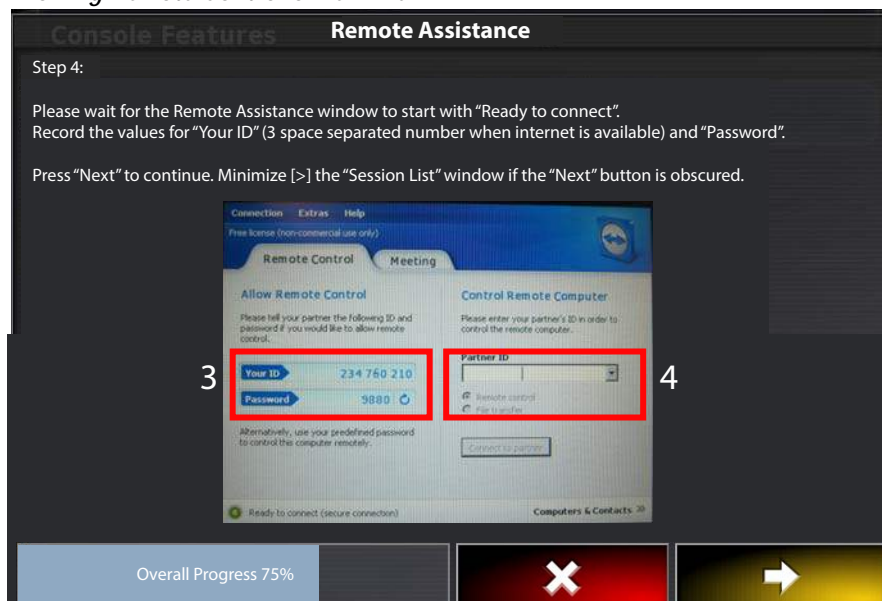 Console Features
Remote Assistance
Step 4:
Please wait for the Remote Assistance window to start with “Ready to connect”.
Record the values for “Your ID” (3 space separated number when internet is available) and “Password”.
Press “Next” to continue. Minimize [>] the “Session List” window if the “Next” button is obscured.
Connection Extras Help
Free license (non-commercial use only)
Remote Control Meeting
Allow Remote Control
Please tell your partner the following ID and
password if you would like to allow remote
control.
3
Your ID 234 760 210
Password 9880
Alternatively, use your predefined password
to control this computer remotely.
Control Remote Computer
Please enter your partner's ID in order to
control the remote computer.
Partner ID
4
Remote control
File transfer
Connect to partner
Ready to connect (secure connection)
Computers & Contacts »
Overall Progress 75%